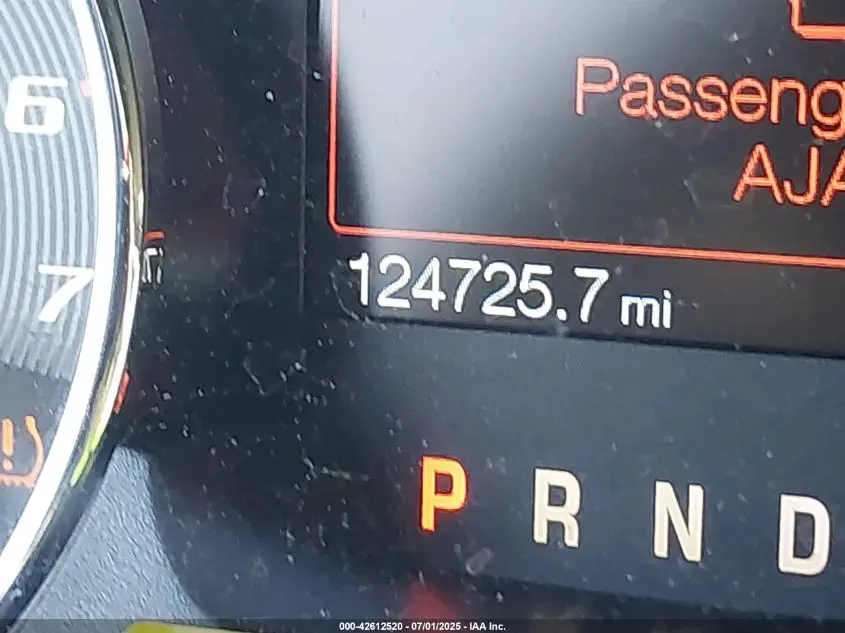 6
Passeng
AJA
7
124725.7 mi
!
P R N D
000-42612520 - 07/01/2025 - IAA Inc.